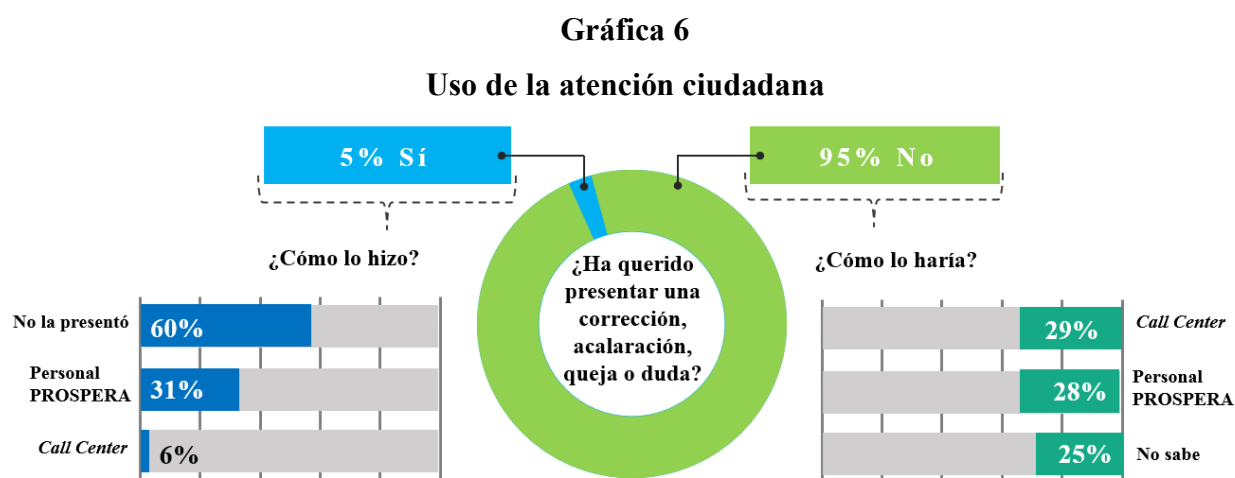 Gráfica 6
Uso de la atención ciudadana
5% Sí
95% No
¿Cómo lo hizo?
¿Cómo lo haría?
¿Ha querido
presentar una
corrección,
acalaración,
queja o duda?
No la presentó
60%
Personal
PROSPERA
31%
Call Center
6%
29%
Call Center
28%
Personal
PROSPERA
25%
No sabe